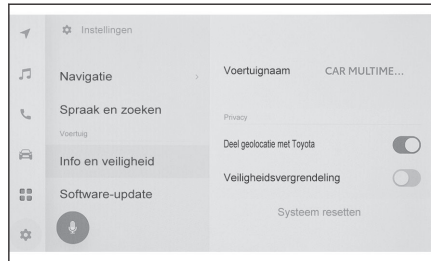 Instellingen
Navigatie
Spraak en zoeken
Voertuig
Info en veiligheid
Software-update
Voertuignaam CAR MULTIME...
Privacy
Deel geolocatie met Toyota
Veiligheidsvergrendeling
Systeem resetten